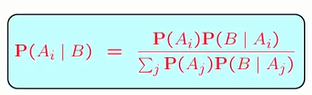 P(A_i | B) = P(A_i)P(B | A_i) / ∑_j P(A_j)P(B | A_j)